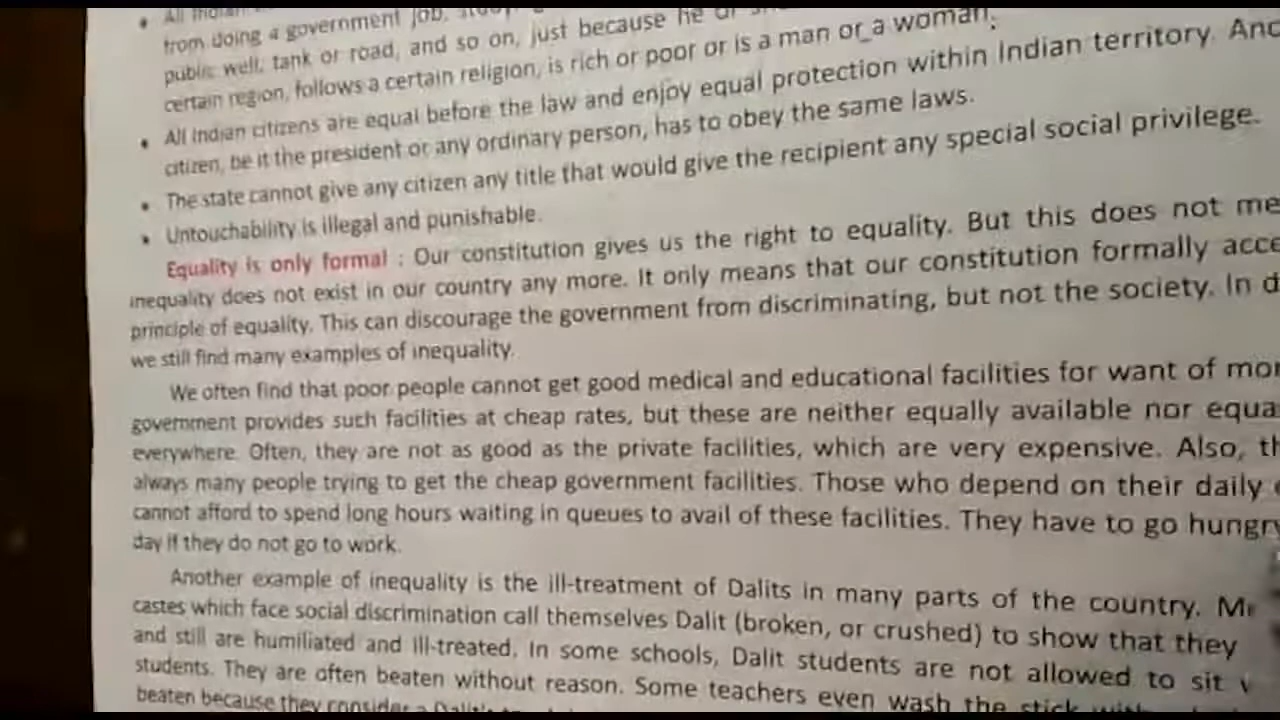 • All Indian
from doing a government job,
public well, tank or road, and so on, just because he or
certain region, follows a certain religion, is rich or poor or is a man or a woman.
• All Indian citizens are equal before the law and enjoy equal protection within Indian territory. And
citizen, be it the president or any ordinary person, has to obey the same laws.
• The state cannot give any citizen any title that would give the recipient any special social privilege.
• Untouchability is illegal and punishable.
Equality is only formal : Our constitution gives us the right to equality. But this does not me
inequality does not exist in our country any more. It only means that our constitution formally acce
principle of equality. This can discourage the government from discriminating, but not the society. In d
we still find many examples of inequality.
We often find that poor people cannot get good medical and educational facilities for want of mon
government provides such facilities at cheap rates, but these are neither equally available nor equa
everywhere. Often, they are not as good as the private facilities, which are very expensive. Also, th
always many people trying to get the cheap government facilities. Those who depend on their daily
cannot afford to spend long hours waiting in queues to avail of these facilities. They have to go hungry
day if they do not go to work.
Another example of inequality is the ill-treatment of Dalits in many parts of the country.
castes which face social discrimination call themselves Dalit (broken, or crushed) to show that they
and still are humiliated and ill-treated. In some schools, Dalit students are not allowed to sit
students. They are often beaten without reason. Some teachers even wash the stick
beaten because they consider a Dalit's